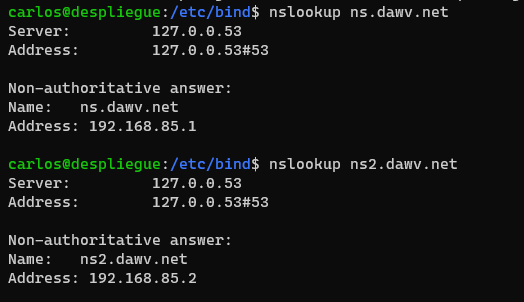 carlos@despliegue:/etc/bind$ nslookup ns.dawv.net
Server:         127.0.0.53
Address:        127.0.0.53#53

Non-authoritative answer:
Name:   ns.dawv.net
Address: 192.168.85.1

carlos@despliegue:/etc/bind$ nslookup ns2.dawv.net
Server:         127.0.0.53
Address:        127.0.0.53#53

Non-authoritative answer:
Name:   ns2.dawv.net
Address: 192.168.85.2